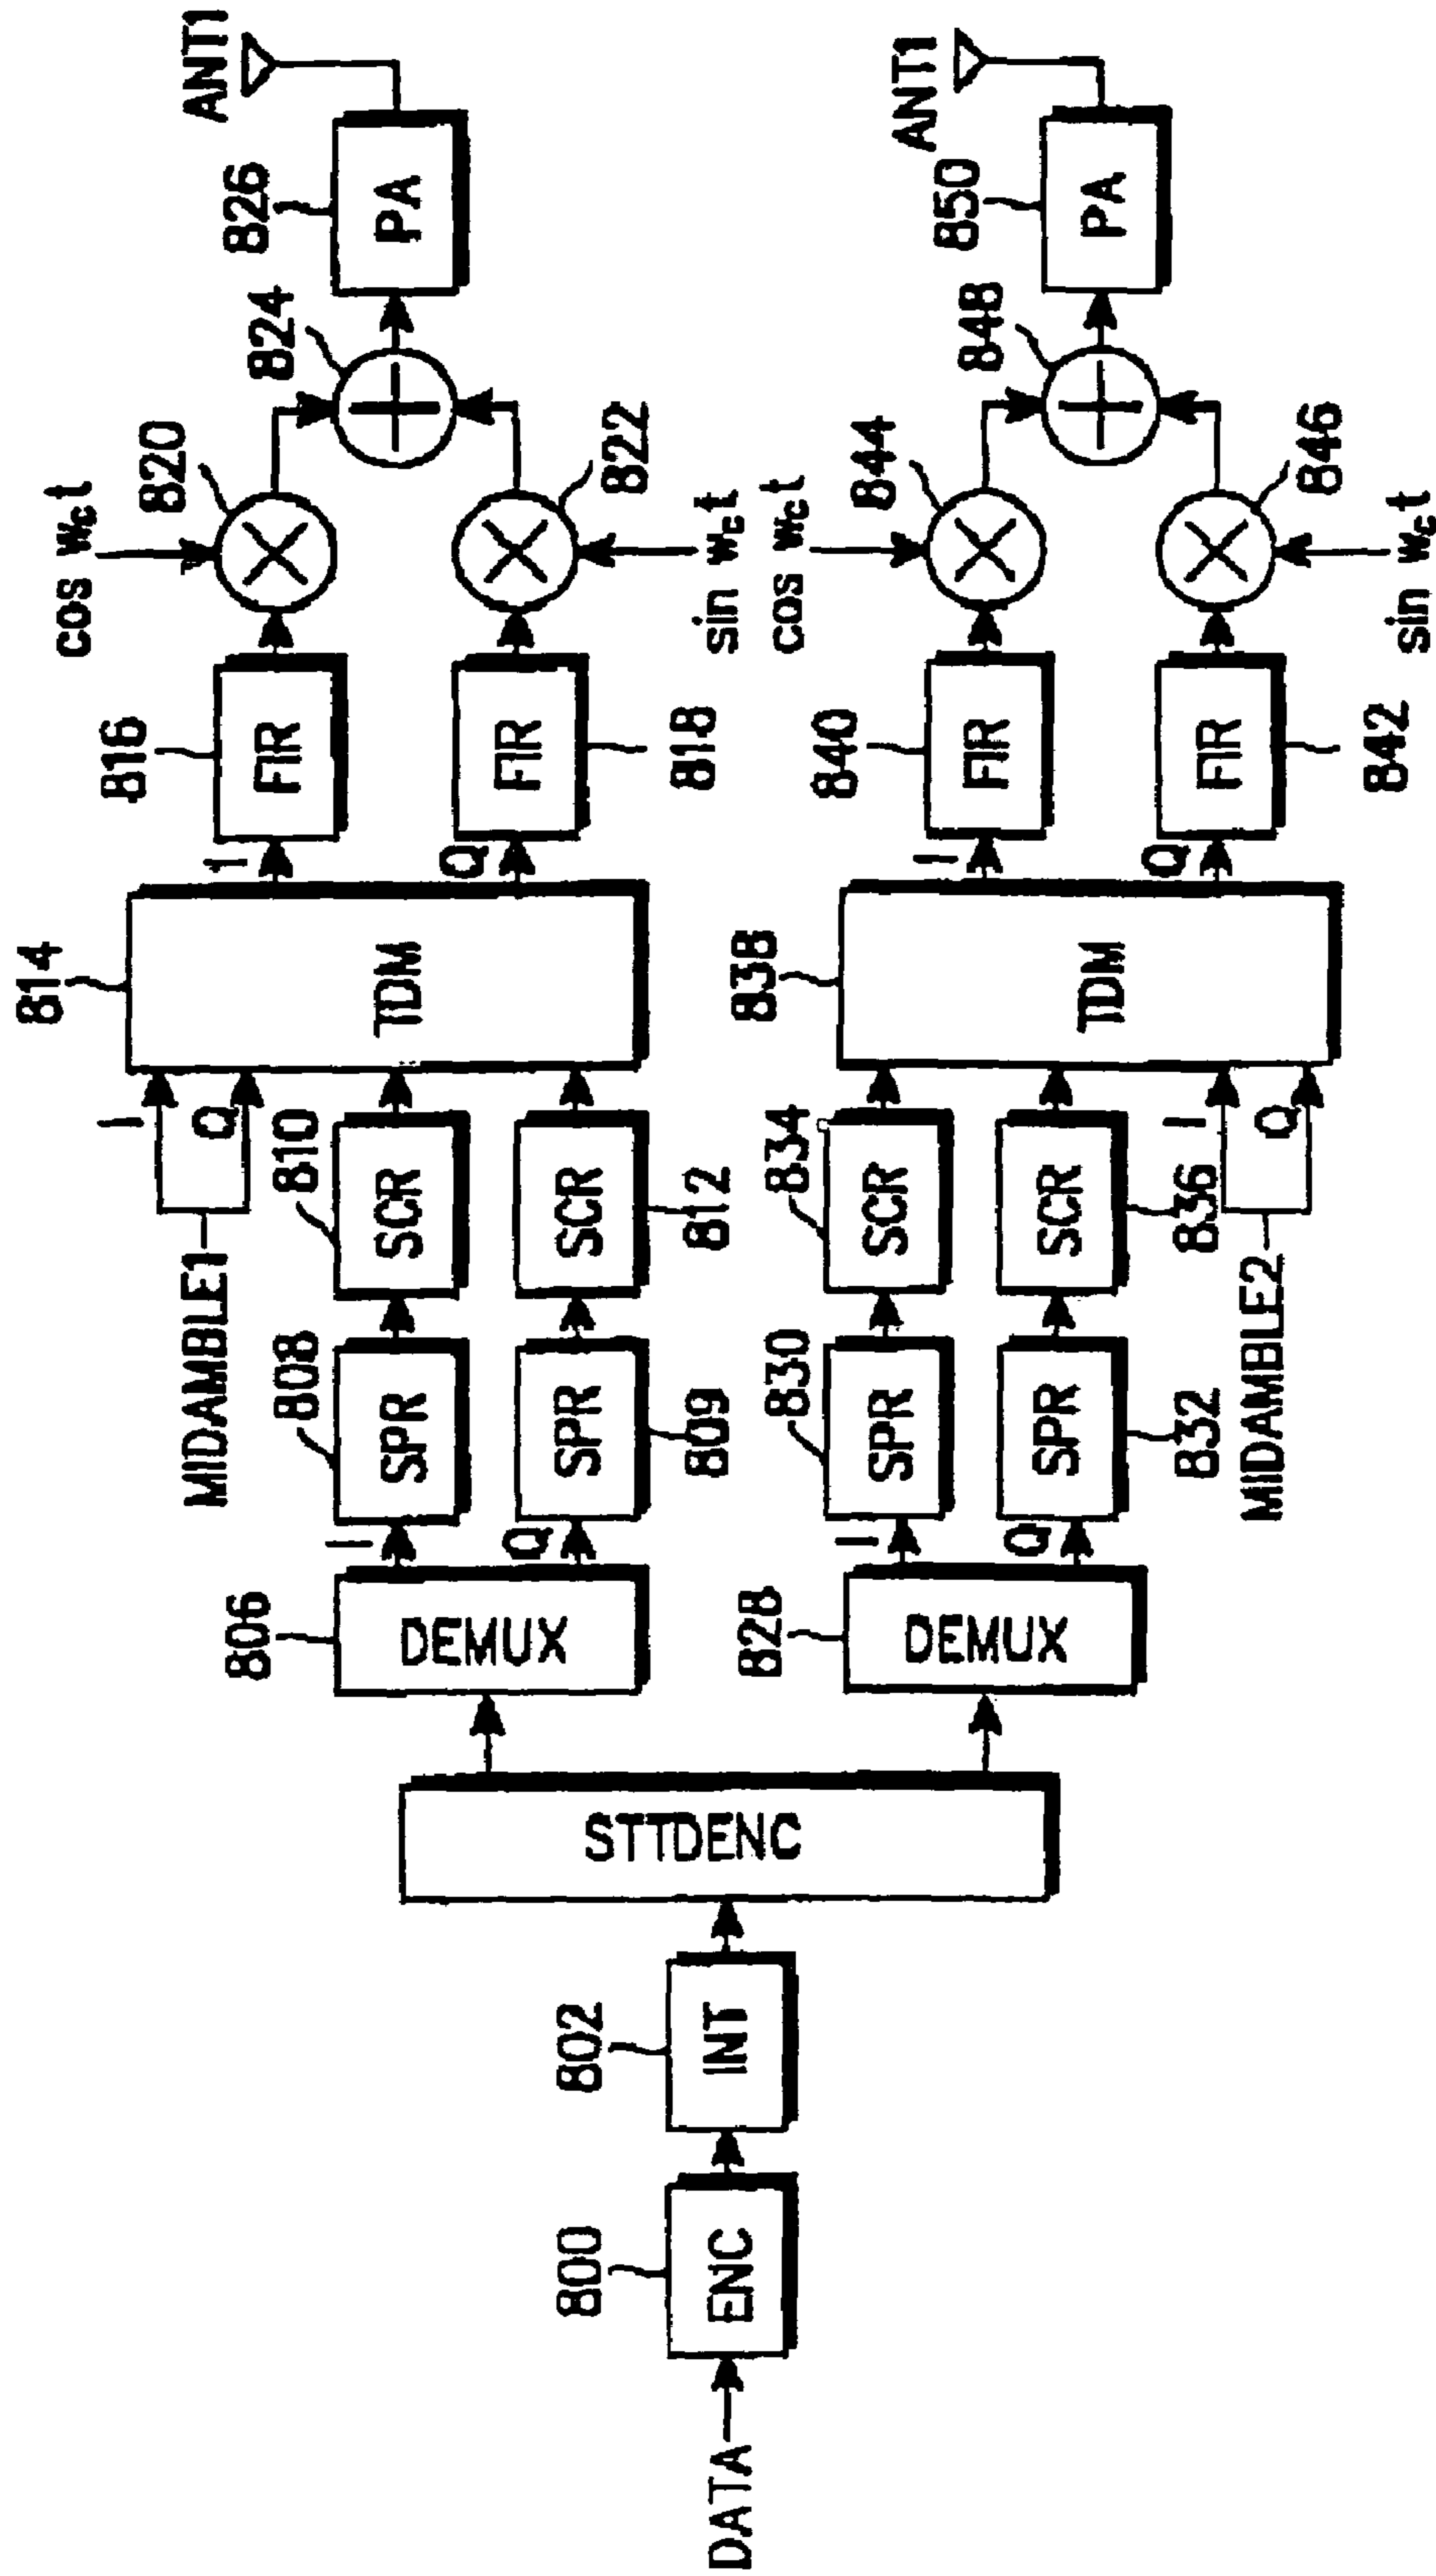 DATA
800
ENC
802
INT
STTDENC
806
DEMUX
I
Q
808
SPR
809
SPR
810
SCR
812
SCR
MIDAMBLE1
I
Q
814
TDM
I
Q
816
FIR
818
FIR
cos wct
820
822
sin wct
824
826
PA
ANT1
828
DEMUX
I
Q
830
SPR
832
SPR
834
SCR
836
SCR
MIDAMBLE2
I
Q
838
TDM
I
Q
840
FIR
842
FIR
cos wct
844
846
sin wct
848
850
PA
ANT1